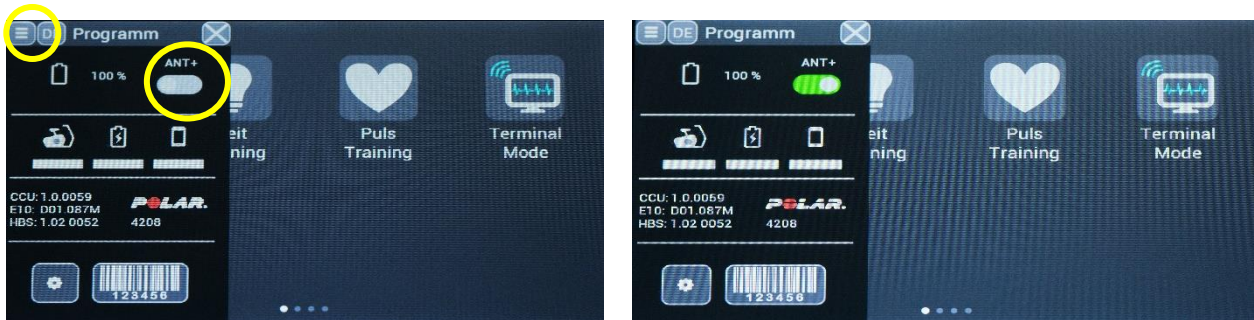 DE Programm
ANT+
100 %
eit
ning
Puls
Training
Terminal
Mode
CCU: 1.0.0059
E10: D01.087M
HBS: 1.02 0052
POLAR.
4208
123456
DE Programm
ANT+
100 %
eit
ning
Puls
Training
Terminal
Mode
CCU: 1.0.0059
E10: D01.087M
HBS: 1.02 0052
POLAR.
4208
123456